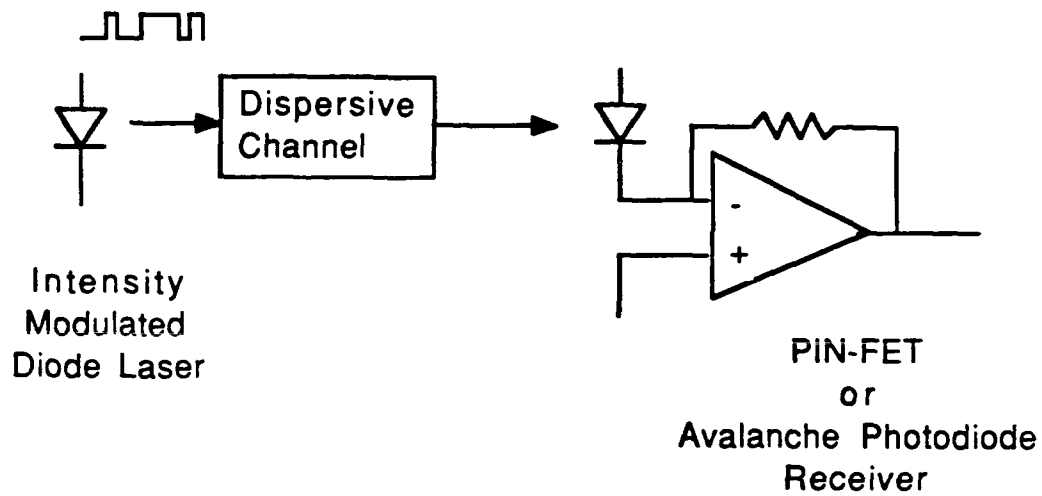 Dispersive
Channel
-
+
Intensity
Modulated
Diode Laser
PIN-FET
or
Avalanche Photodiode
Receiver